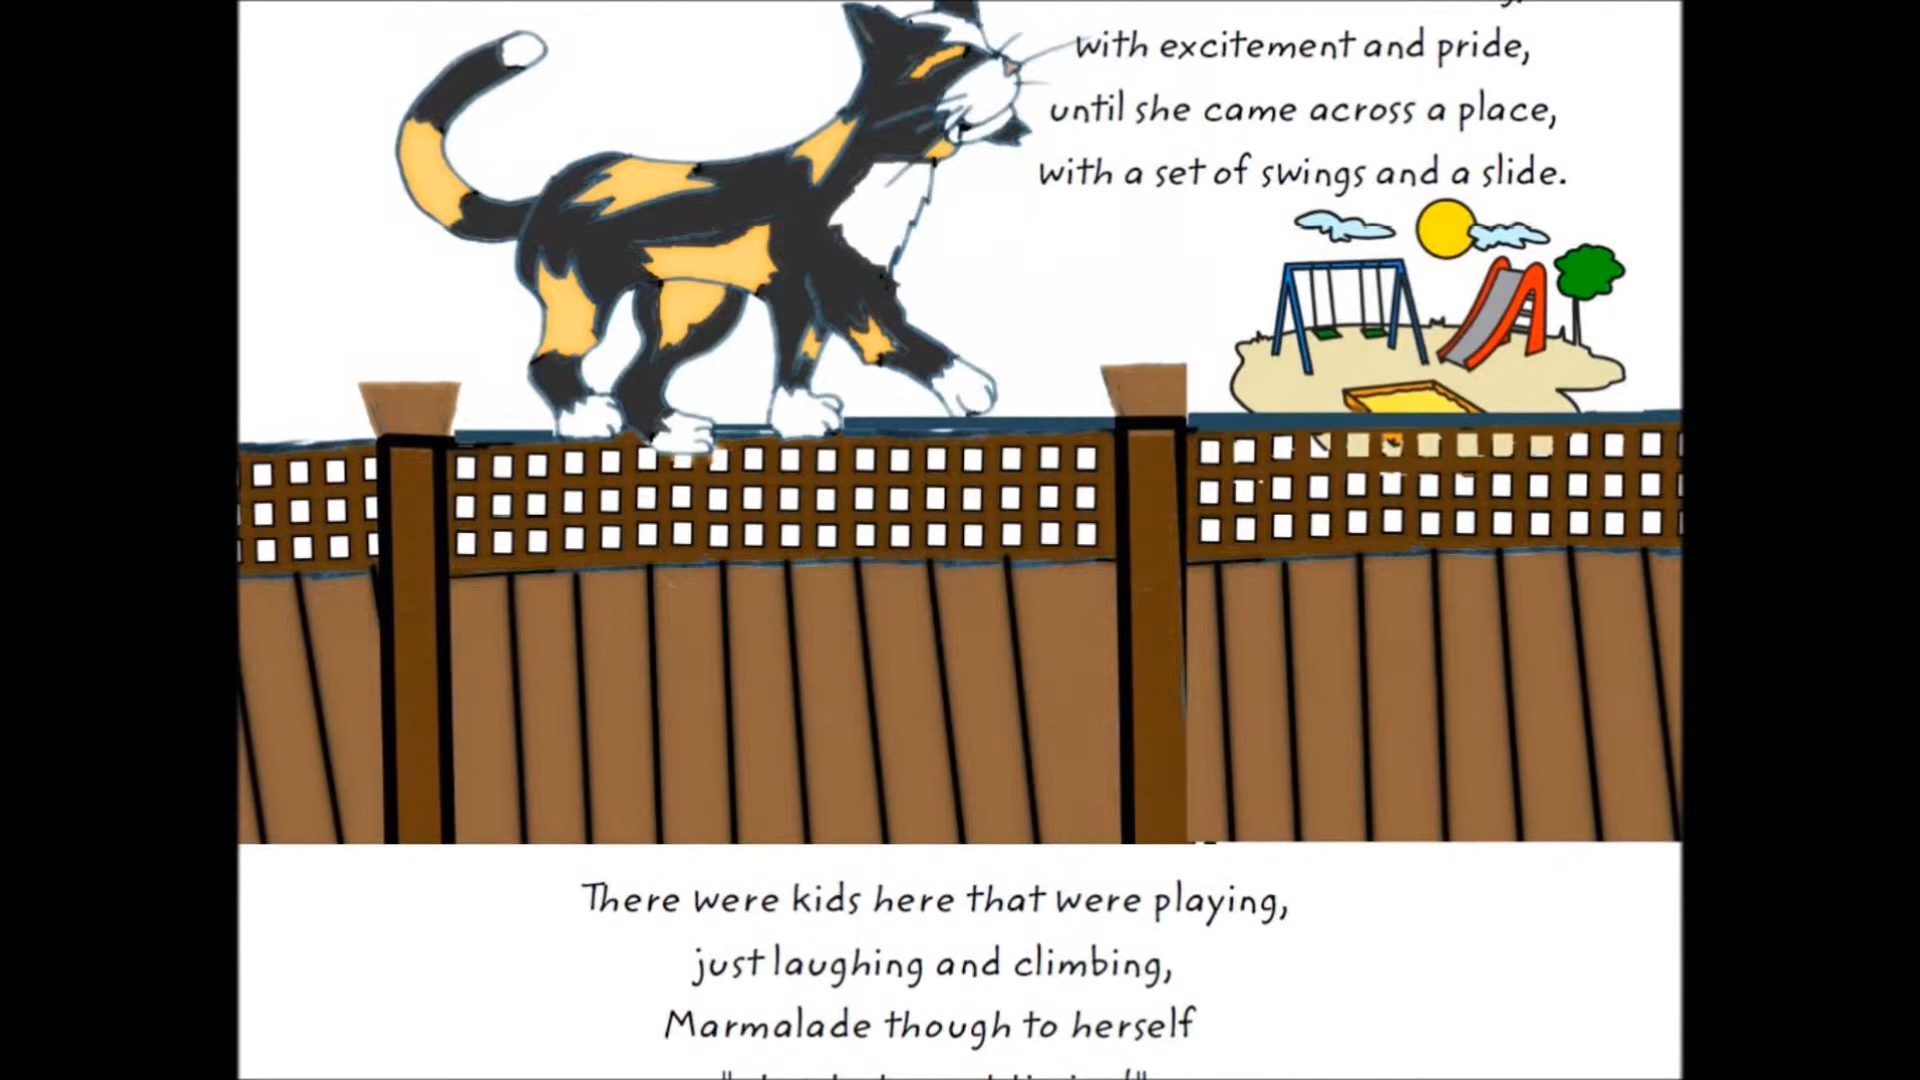 with excitement and pride,
until she came across a place,
with a set of swings and a slide.
There were kids here that were playing,
just laughing and climbing,
Marmalade though to herself